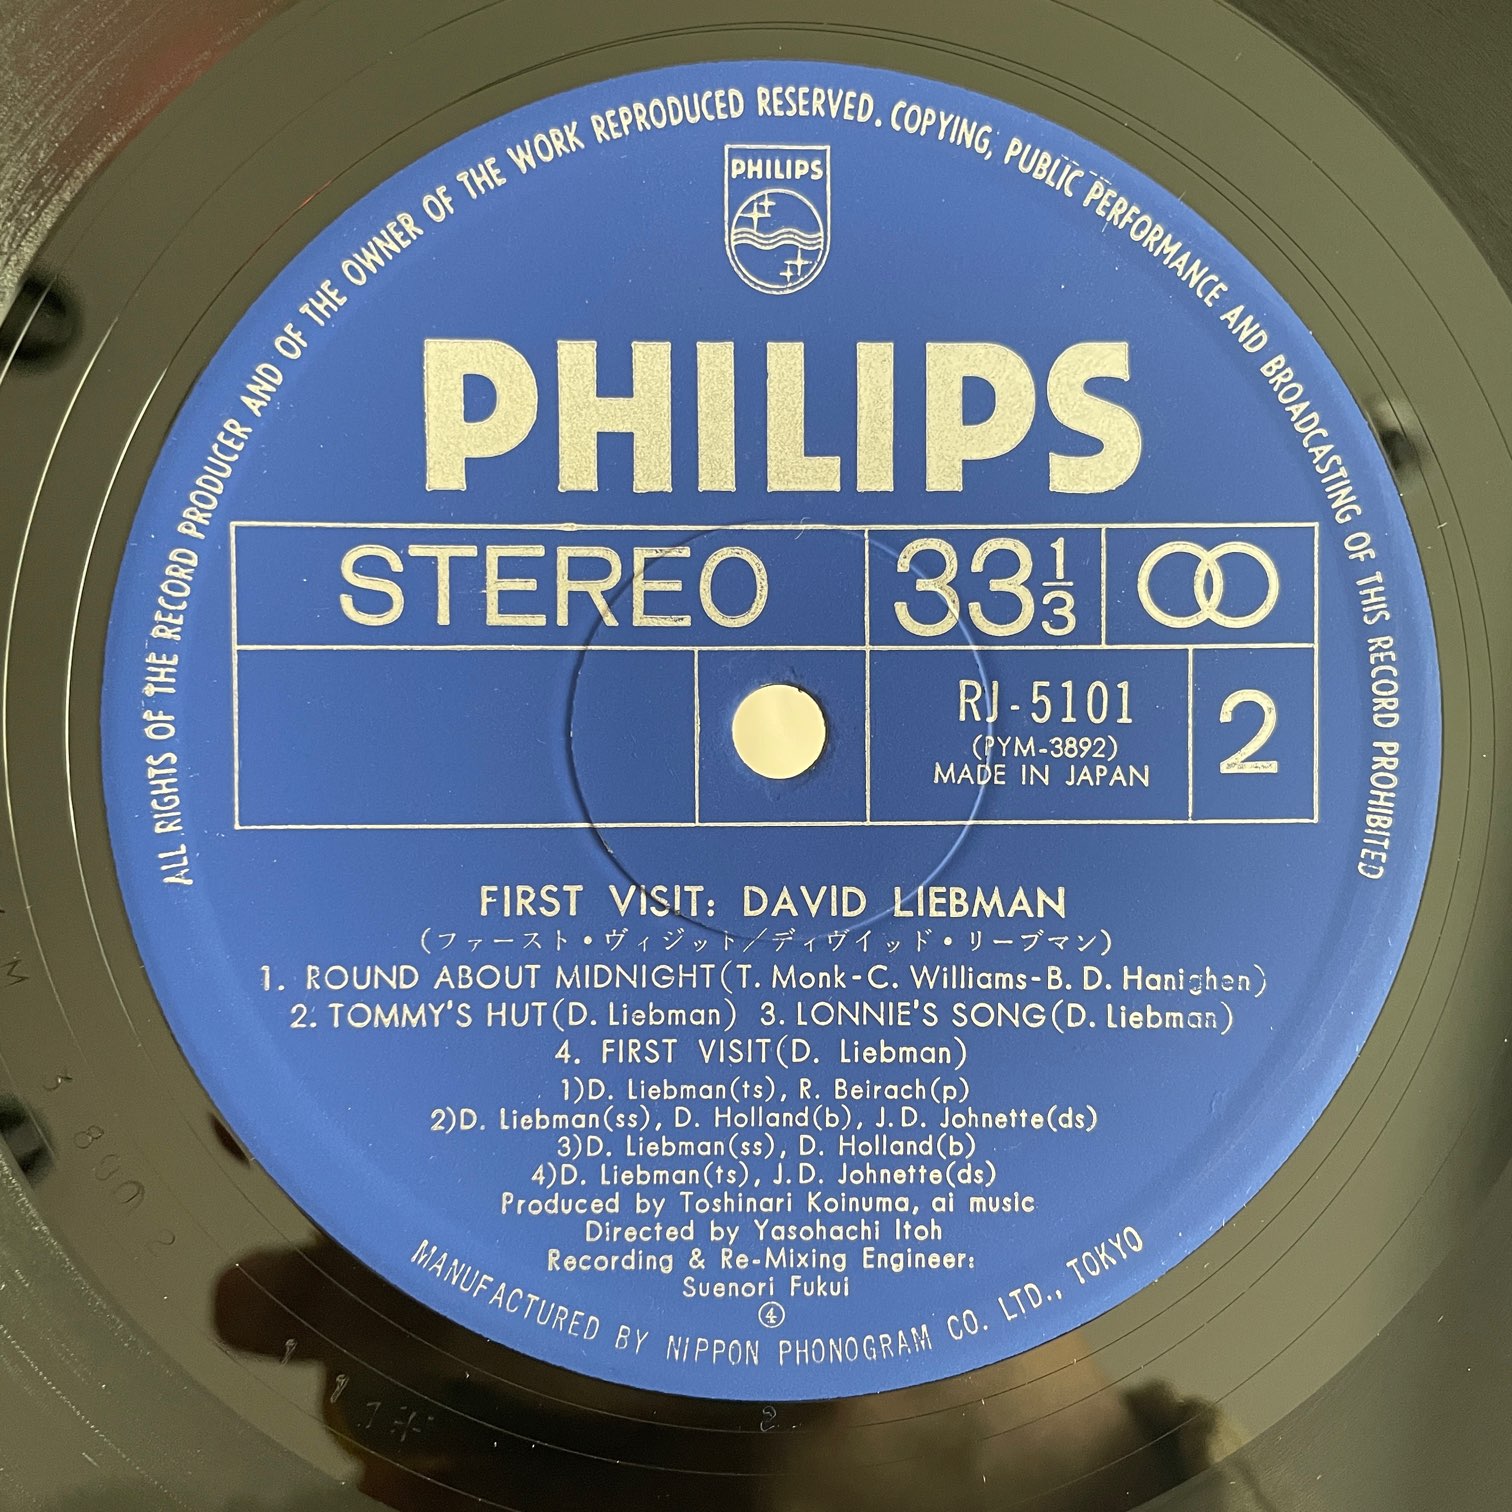 ALL RIGHTS OF THE RECORD PRODUCER AND OF THE OWNER OF THE WORK REPRODUCED RESERVED. COPYING, PUBLIC PERFORMANCE AND BROADCASTING OF THIS RECORD PROHIBITED
PHILIPS
PHILIPS
STEREO 33 1/3
RJ-5101
(PYM-3892)
MADE IN JAPAN
2
FIRST VISIT: DAVID LIEBMAN
(ファースト・ヴィジット/ディヴイッド・リーブマン)
1. ROUND ABOUT MIDNIGHT(T. Monk-C. Williams-B. D. Hanighen)
2. TOMMY'S HUT(D. Liebman) 3. LONNIE'S SONG(D. Liebman)
4. FIRST VISIT(D. Liebman)
1)D. Liebman(ts), R. Beirach(p)
2)D. Liebman(ss), D. Holland(b), J.D. Johnette(ds)
3)D. Liebman(ss), D. Holland(b)
4)D. Liebman(ts), J.D. Johnette(ds)
Produced by Toshinari Koinuma, ai music
Directed by Yasohachi Itoh
Recording & Re-Mixing Engineer:
Suenori Fukui
④
MANUFACTURED BY NIPPON PHONOGRAM CO. LTD., TOKYO